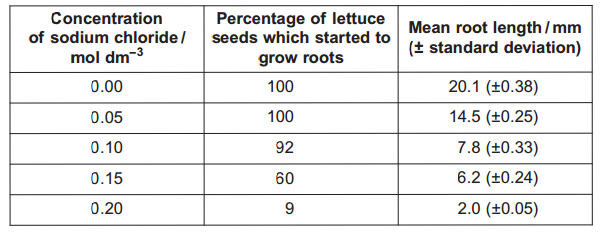 Concentration of sodium chloride / mol dm⁻³ | Percentage of lettuce seeds which started to grow roots | Mean root length / mm (± standard deviation)
0.00 | 100 | 20.1 (±0.38)
0.05 | 100 | 14.5 (±0.25)
0.10 | 92 | 7.8 (±0.33)
0.15 | 60 | 6.2 (±0.24)
0.20 | 9 | 2.0 (±0.05)